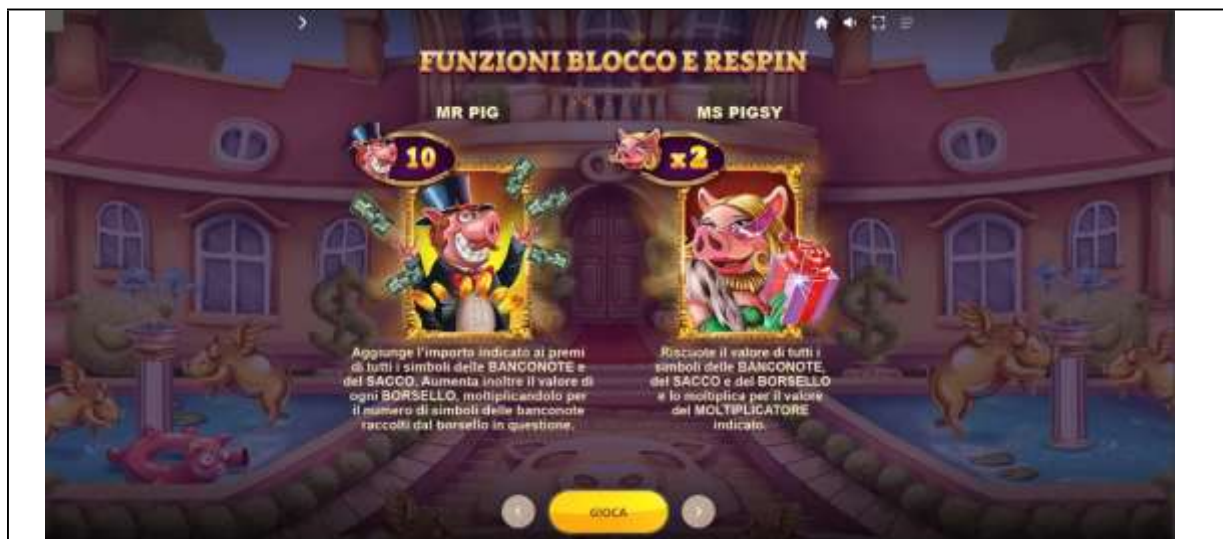 FUNZIONI BLOCCO E RESPIN
MR PIG
10
Aggiunge l'importo indicato ai premi
di tutti i simboli delle BANCONOTE e
del SACCO. Aumenta inoltre il valore di
ogni BORSELLO, moltiplicandolo per
il numero di simboli delle banconote
raccolti dal borsello in questione.
MS PIGSY
x2
Riscuote il valore di tutti i
simboli delle BANCONOTE,
del SACCO e del BORSELLO
e lo moltiplica per il valore
del MOLTIPLICATORE
indicato.
GIOCA